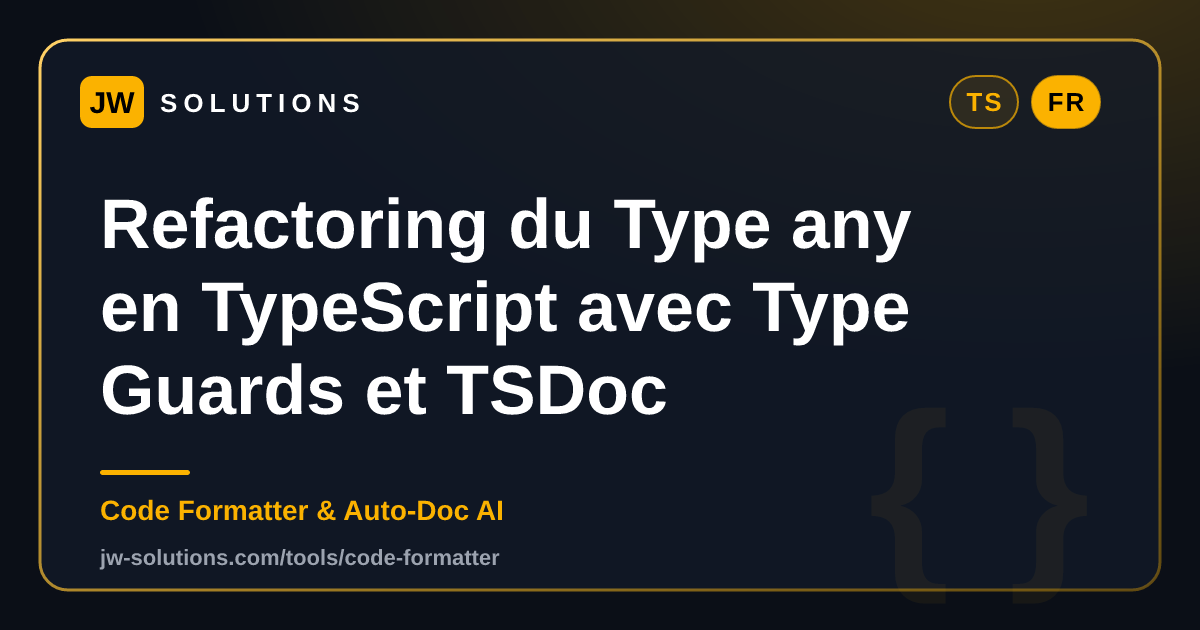 JW SOLUTIONS
TS FR
Refactoring du Type any
en TypeScript avec Type
Guards et TSDoc
Code Formatter & Auto-Doc AI
jw-solutions.com/tools/code-formatter
{ }